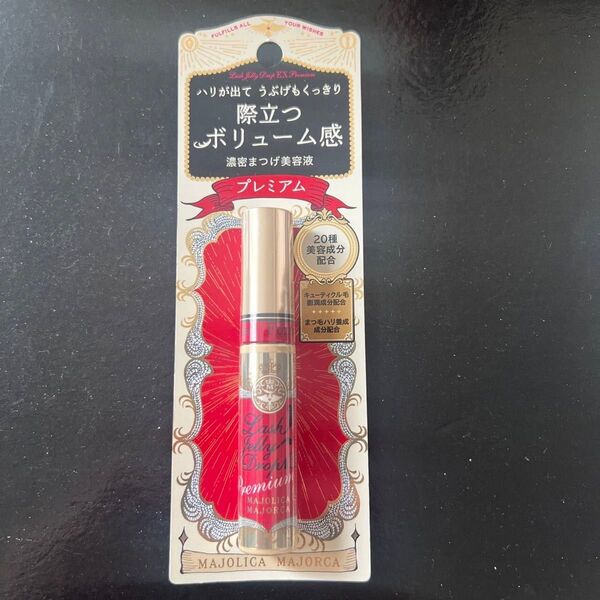 FULFILLS ALL YOUR WISHES
Lash Jelly Drop EX Premium
ハリが出て うぶげもくっきり
際立つ
ボリューム感
濃密まつげ美容液
プレミアム
20種
美容成分
配合
キューティクル毛
膨潤成分配合
まつ毛ハリ養成
成分配合
Lash
Jelly
Drop
Premium
MAJOLICA
MAJORCA
MAJOLICA MAJORCA